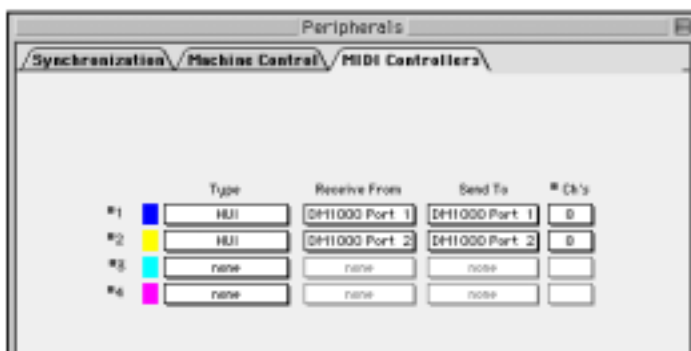 Peripherals
Synchronization Machine Control MIDI Controllers
Type Receive From Send To # Ch's
#1 HUI DM1000 Port 1 DM1000 Port 1 8
#2 HUI DM1000 Port 2 DM1000 Port 2 8
#3 none none none
#4 none none none